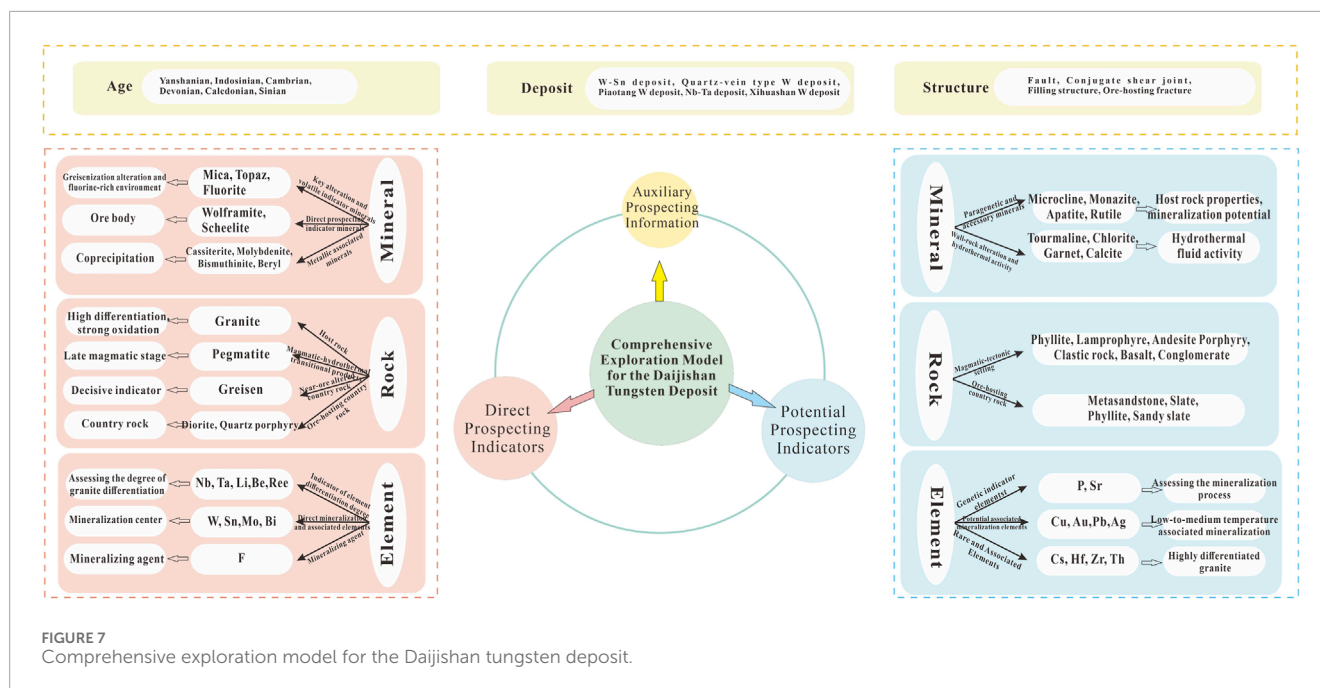 Age
Yanshanian, Indosinian, Cambrian,
Devonian, Caledonian, Sinian
Deposit
W-Sn deposit, Quartz-vein type W deposit,
Piaotang W deposit, Nb-Ta deposit, Xihuashan W deposit
Structure
Fault, Conjugate shear joint,
Filling structure, Ore-hosting fracture
Greisenization alteration and
fluorine-rich environment
Mica, Topaz,
Fluorite
Key alteration and
volatile indicator minerals
Ore body
Wolframite,
Scheelite
Direct prospecting
indicator minerals
Coprecipitation
Cassiterite, Molybdenite,
Bismuthinite, Beryl
Metallic associated
minerals
Mineral
High differentiation
strong oxidation
Granite
Host rock
Late magmatic stage
Pegmatite
Magmatic-hydrothermal
transitional product
Decisive indicator
Greisen
Near-ore altered
country rock
Country rock
Diorite, Quartz porphyry
Ore-hosting country
rock
Rock
Assessing the degree of
granite differentiation
Nb, Ta, Li,Be,Ree
Indicator of element
differentiation degree
Mineralization center
W, Sn,Mo, Bi
Direct mineralization
and associated elements
Mineralizing agent
F
Mineralizing agent
Element
Auxiliary
Prospecting
Information
Comprehensive
Exploration Model
for the Daijishan
Tungsten Deposit
Direct
Prospecting
Indicators
Potential
Prospecting
Indicators
Mineral
Paragenetic and
accessory minerals
Microcline, Monazite,
Apatite, Rutile
Host rock properties,
mineralization potential
Wall-rock alteration and
hydrothermal activity
Tourmaline, Chlorite,
Garnet, Calcite
Hydrothermal
fluid activity
Rock
Magmatic-tectonic
setting
Phyllite, Lamprophyre, Andesite Porphyry,
Clastic rock, Basalt, Conglomerate
Ore-hosting
country rock
Metasandstone, Slate,
Phyllite, Sandy slate
Element
Genetic indicator
elementst
P, Sr
Assessing the mineralization
process
Potential associated
mineralization elements
Cu, Au,Pb,Ag
Low-to-medium temperature
associated mineralization
Rare and Associated
Elements
Cs, Hf, Zr, Th
Highly differentiated
granite
FIGURE 7
Comprehensive exploration model for the Daijishan tungsten deposit.